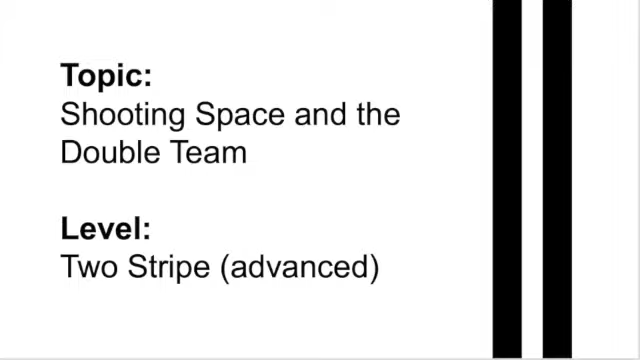 Topic:
Shooting Space and the
Double Team
Level:
Two Stripe (advanced)